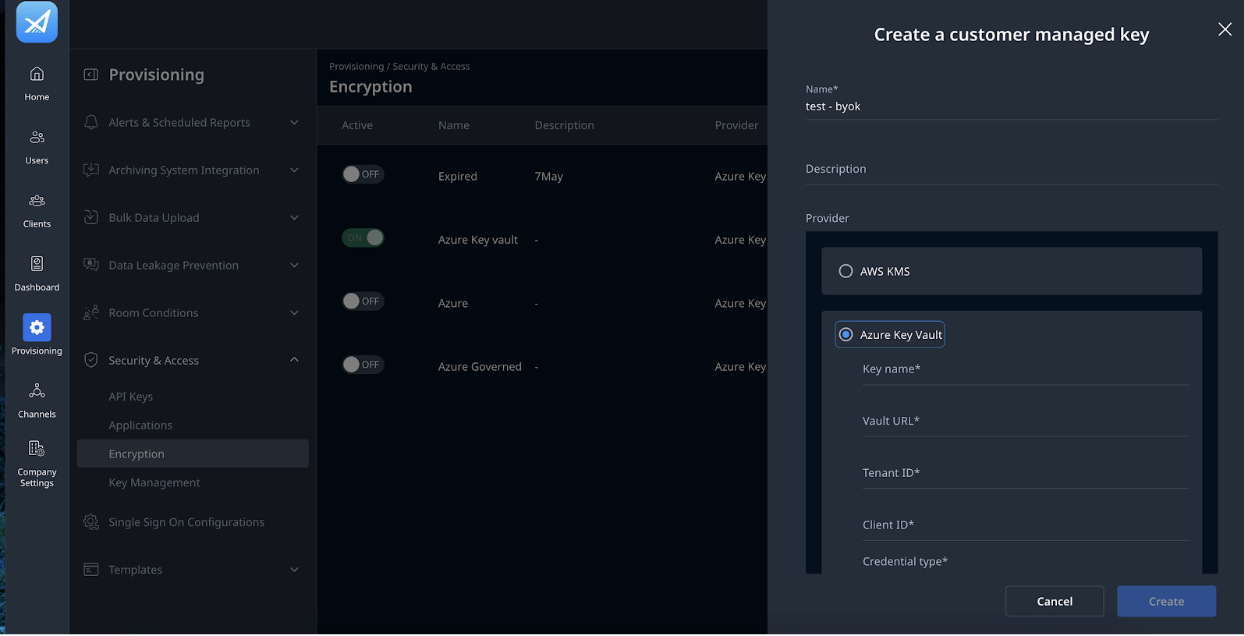 Home
Users
Clients
Dashboard
Provisioning
Channels
Company
Settings
Provisioning
Alerts & Scheduled Reports
Archiving System Integration
Bulk Data Upload
Data Leakage Prevention
Room Conditions
Security & Access
API Keys
Applications
Encryption
Key Management
Single Sign On Configurations
Templates
Provisioning / Security & Access
Encryption
Active Name Description Provider
OFF Expired 7May Azure Key
ON Azure Key vault - Azure Key
OFF Azure - Azure Key
OFF Azure Governed - Azure Key
Create a customer managed key
Name*
test - byok
Description
Provider
AWS KMS
Azure Key Vault
Key name*
Vault URL*
Tenant ID*
Client ID*
Credential type*
Cancel Create